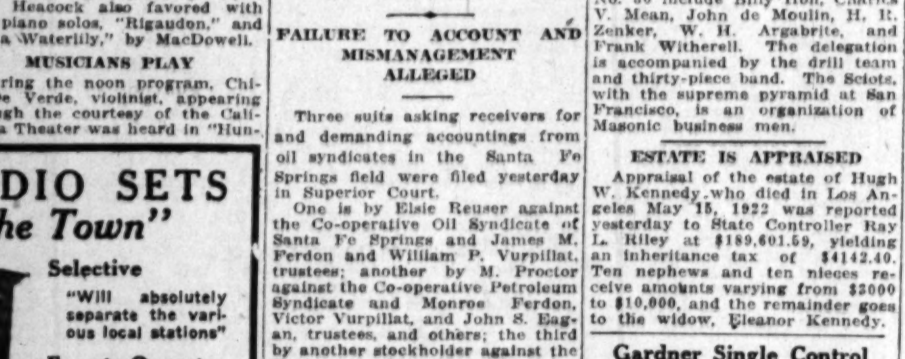 Heacock also favored with
piano solos, "Rigaudon," and
a Waterlily," by MacDowell.
MUSICIANS PLAY
ring the noon program, Chi-
e Verde, violinist, appearing
gh the courtesy of the Cali-
a Theater was heard in "Hun-
DIO SETS
he Town"
Selective
"Will absolutely
separate the vari-
ous local stations"
FAILURE TO ACCOUNT AND
MISMANAGEMENT
ALLEGED
Three suits asking receivers for
and demanding accountings from
oil syndicates in the Santa Fe
Springs field were filed yesterday
in Superior Court.
One is by Elsie Reuser against
the Co-operative Oil Syndicate of
Santa Fe Springs and James M.
Ferdon and William P. Vurpillat,
trustees; another by M. Proctor
against the Co-operative Petroleum
Syndicate and Monroe Ferdon,
Victor Vurpillat, and John S. Eag-
an, trustees, and others; the third
by another stockholder against the
V. Mean, John de Moulin, H. R.
Zenker, W. H. Argabrite, and
Frank Witherell. The delegation
is accompanied by the drill team
and thirty-piece band. The Sciots,
with the supreme pyramid at San
Francisco, is an organization of
Masonic business men.
ESTATE IS APPRAISED
Appraisal of the estate of Hugh
W. Kennedy who died in Los An-
geles May 15, 1922 was reported
yesterday to State Controller Ray
L. Riley at $189,601.59, yielding
an inheritance tax of $4142.40.
Ten nephews and ten nieces re-
ceive amounts varying from $3000
to $10,000, and the remainder goes
to the widow, Eleanor Kennedy.
Gardner Single Control